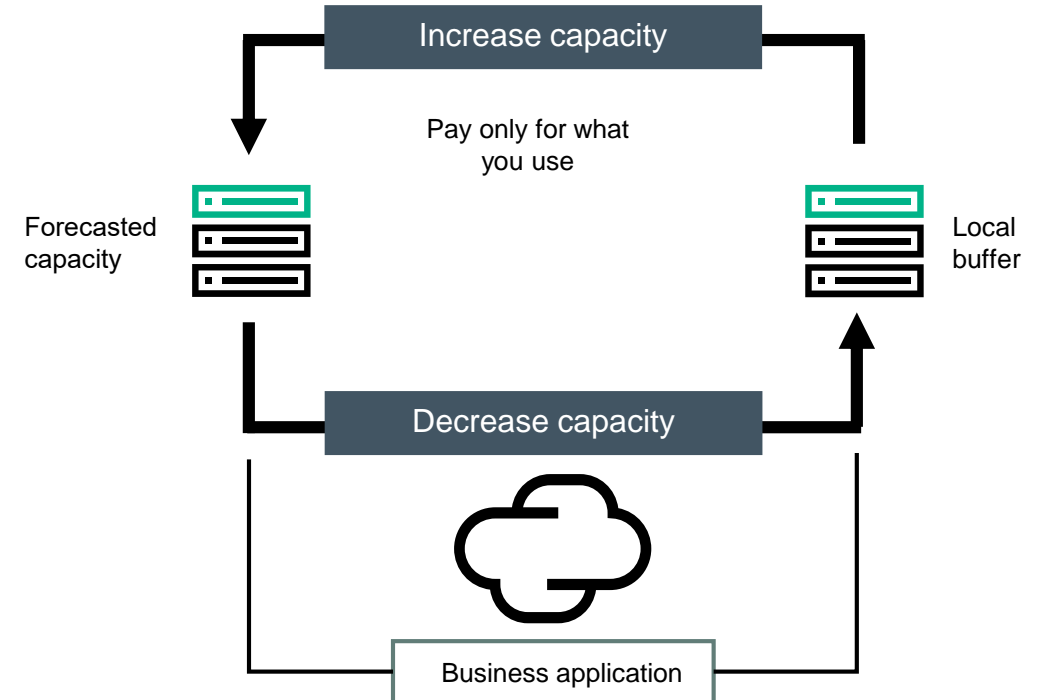 Increase capacity
Pay only for what
you use
Forecasted
capacity
Local
buffer
Decrease capacity
Business application